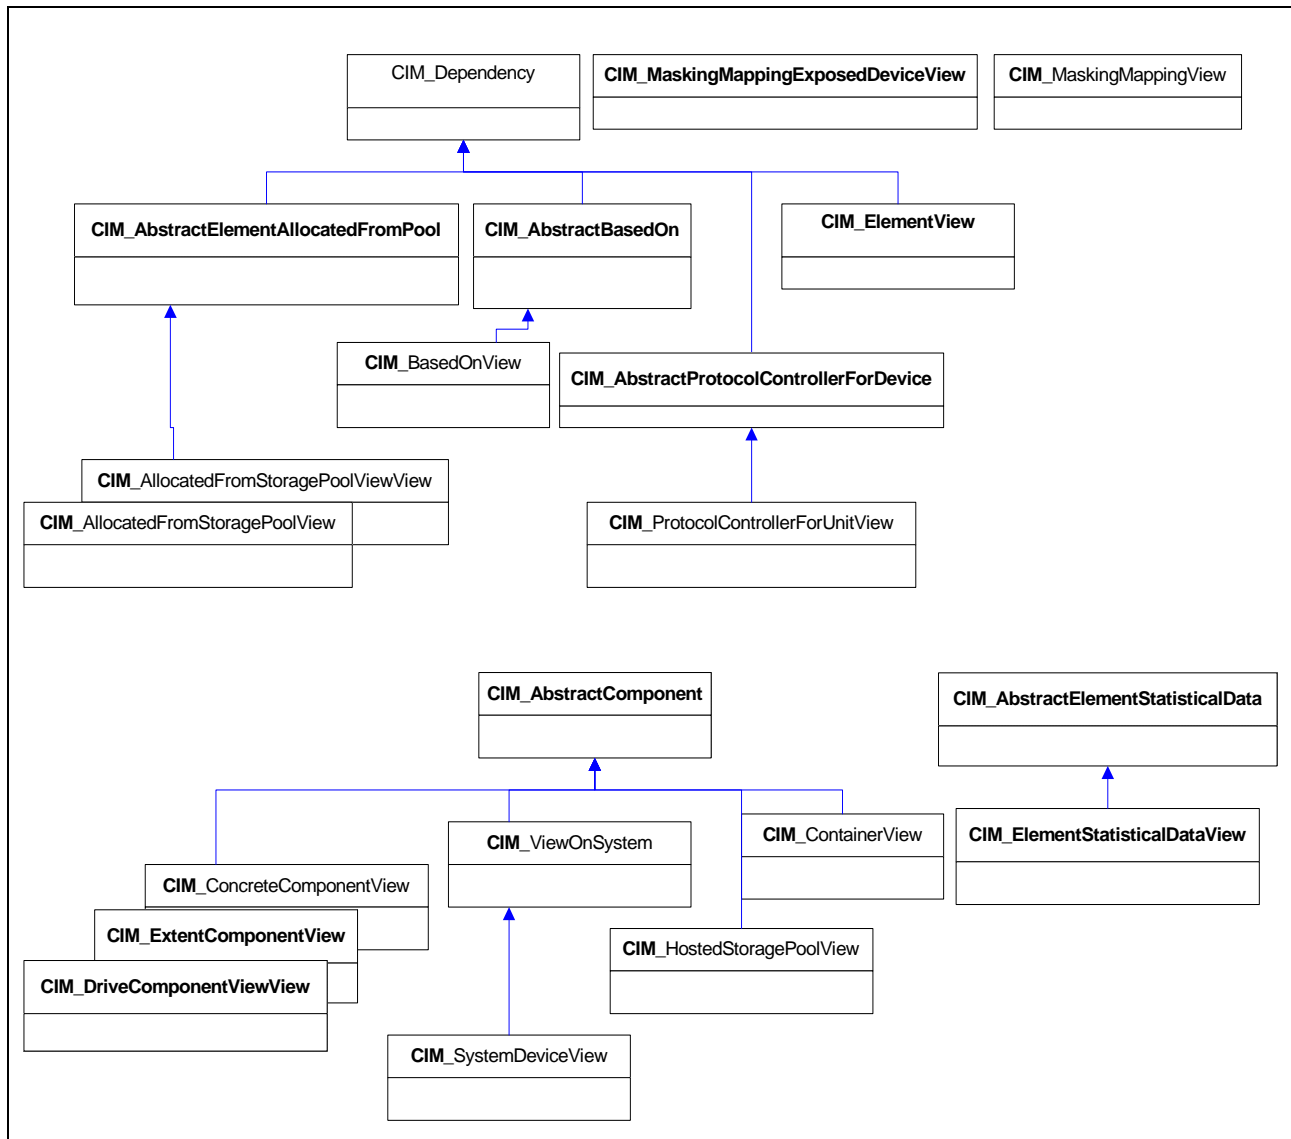 CIM_Dependency
CIM_MaskingMappingExposedDeviceView
CIM_MaskingMappingView
CIM_AbstractElementAllocatedFromPool
CIM_AbstractBasedOn
CIM_ElementView
CIM_BasedOnView
CIM_AbstractProtocolControllerForDevice
CIM_AllocatedFromStoragePoolViewView
CIM_AllocatedFromStoragePoolView
CIM_ProtocolControllerForUnitView
CIM_AbstractComponent
CIM_AbstractElementStatisticalData
CIM_ViewOnSystem
CIM_ContainerView
CIM_ElementStatisticalDataView
CIM_ConcreteComponentView
CIM_ExtentComponentView
CIM_HostedStoragePoolView
CIM_DriveComponentViewView
CIM_SystemDeviceView